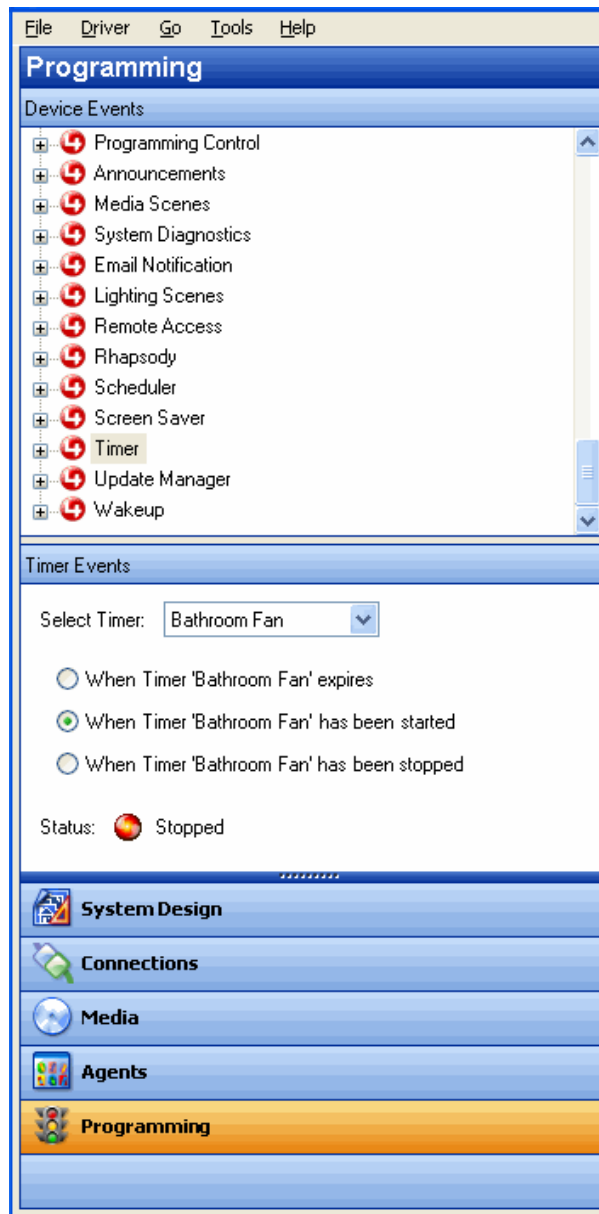 File Driver Go Tools Help
Programming
Device Events
Programming Control
Announcements
Media Scenes
System Diagnostics
Email Notification
Lighting Scenes
Remote Access
Rhapsody
Scheduler
Screen Saver
Timer
Update Manager
Wakeup
Timer Events
Select Timer: Bathroom Fan
When Timer 'Bathroom Fan' expires
When Timer 'Bathroom Fan' has been started
When Timer 'Bathroom Fan' has been stopped
Status: Stopped
System Design
Connections
Media
Agents
Programming